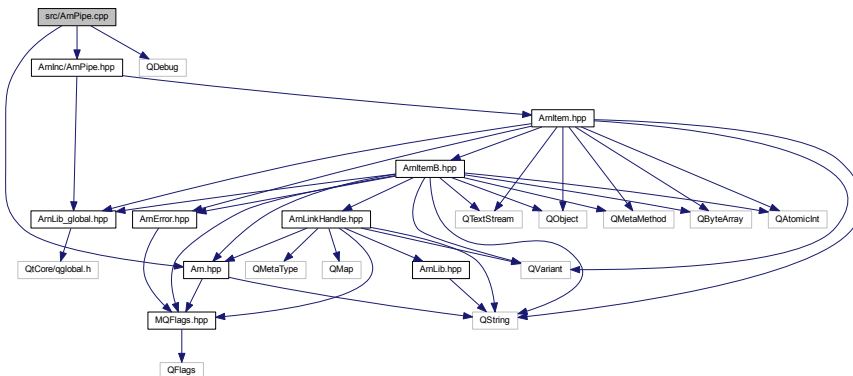 src/ArnPipe.cpp
ArnInc/ArnPipe.hpp
QDebug
ArnItem.hpp
ArnItemB.hpp
ArnLib_global.hpp
ArnError.hpp
ArnLinkHandle.hpp
QTextStream
QObject
QMetaMethod
QByteArray
QAtomicInt
QtCore/qglobal.h
Arn.hpp
QMetaType
QMap
ArnLib.hpp
QVariant
MQFlags.hpp
QString
QFlags